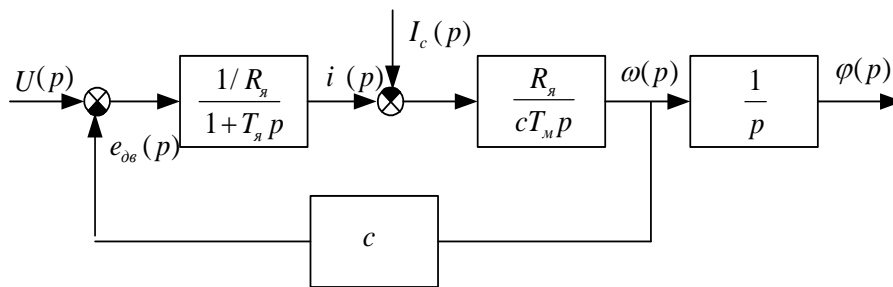 I_c(p)
U(p)
1/R_я
1+T_я p
i (p)
R_я
cT_м p
ω(p)
1
p
φ(p)
e_дв(p)
c